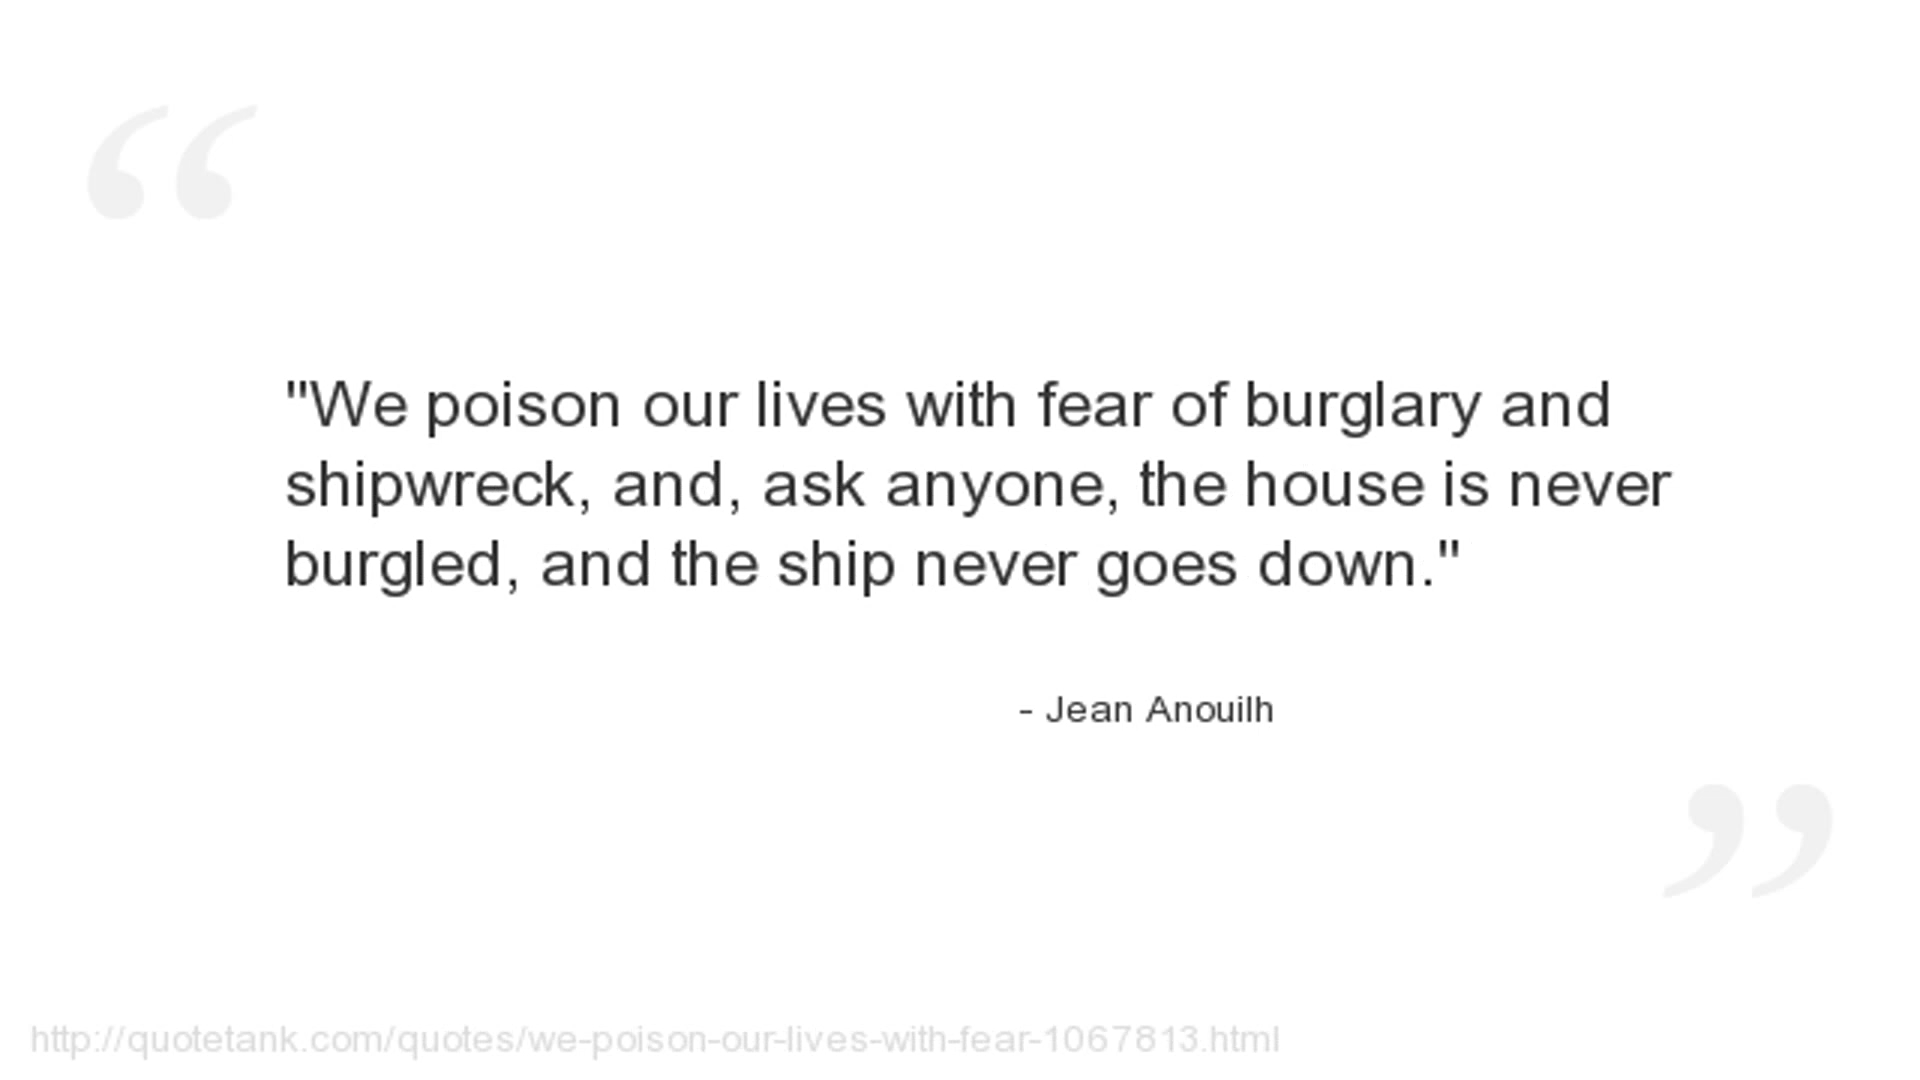 "We poison our lives with fear of burglary and
shipwreck, and, ask anyone, the house is never
burgled, and the ship never goes down."
- Jean Anouilh
http://quotetank.com/quotes/we-poison-our-lives-with-fear-1067813.html